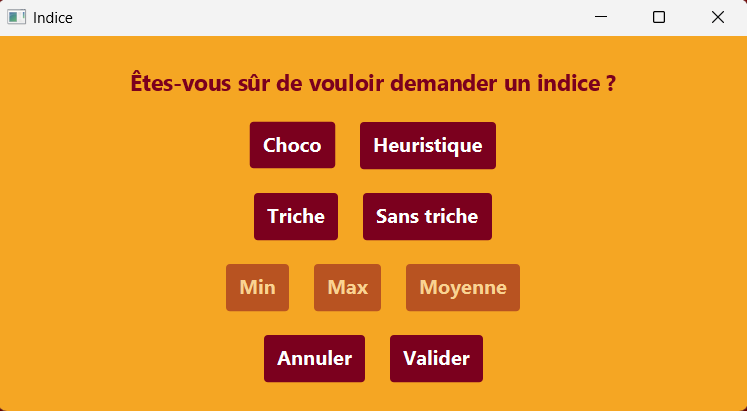 Indice
Êtes-vous sûr de vouloir demander un indice ?
Choco Heuristique
Triche Sans triche
Min Max Moyenne
Annuler Valider